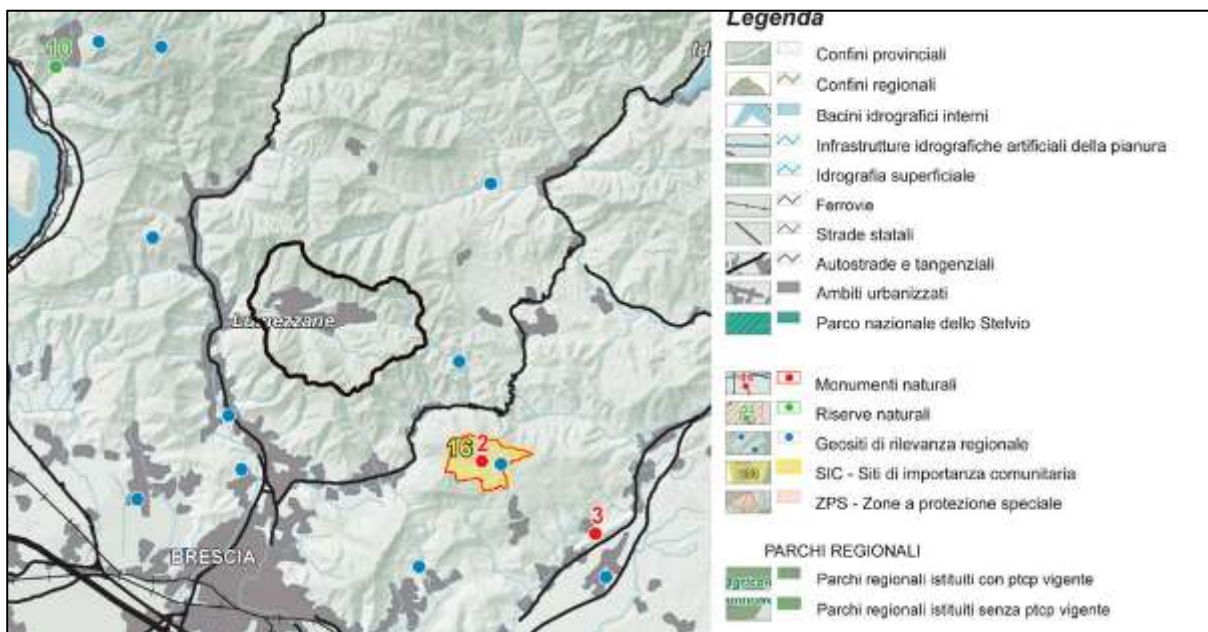 10
Id
Lumezzane
16
2
3
BRESCIA
Legenda
Confini provinciali
Confini regionali
Bacini idrografici interni
Infrastrutture idrografiche artificiali della pianura
Idrografia superficiale
Ferrovie
Strade statali
Autostrade e tangenziali
Ambiti urbanizzati
Parco nazionale dello Stelvio
Monumenti naturali
Riserve naturali
Geositi di rilevanza regionale
SIC - Siti di importanza comunitaria
ZPS - Zone a protezione speciale
PARCHI REGIONALI
Parchi regionali istituiti con ptcp vigente
Parchi regionali istituiti senza ptcp vigente